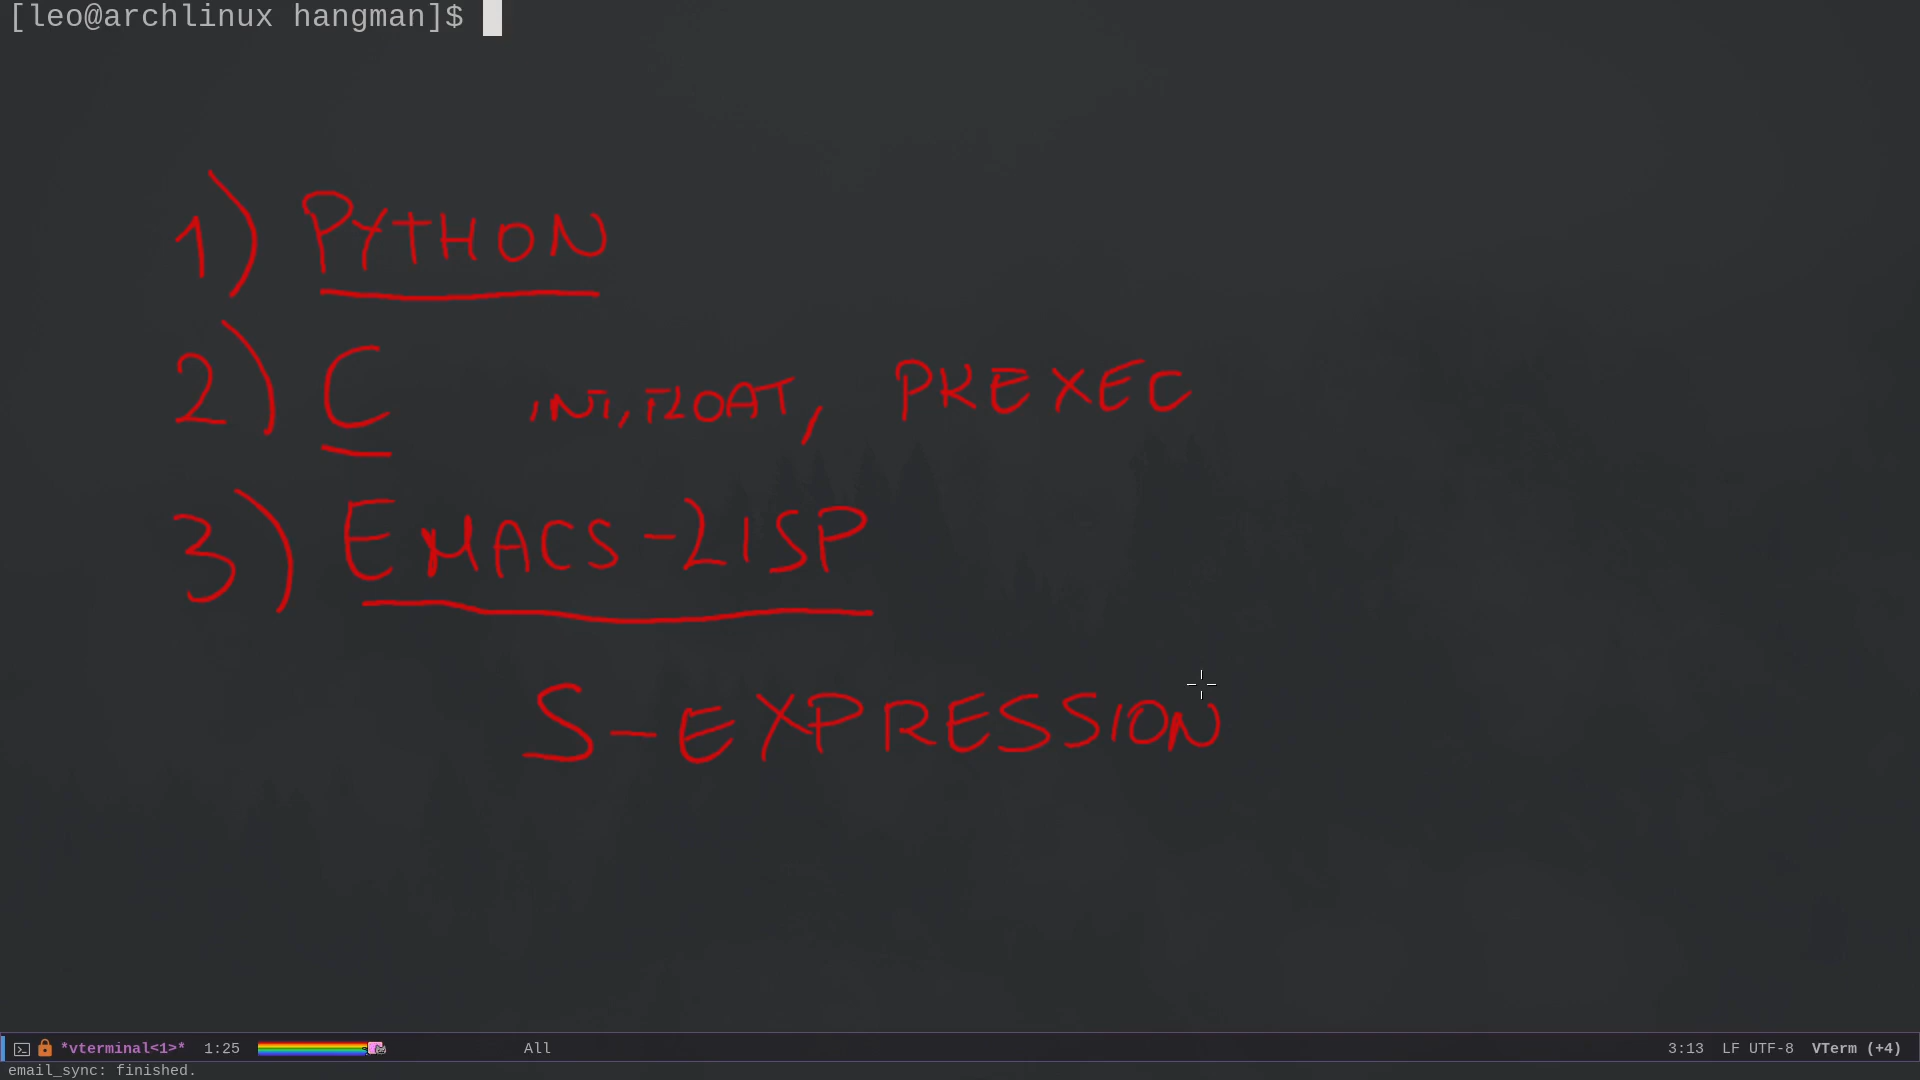 [leo@archlinux hangman]$
1) PYTHON
2) C INT, FLOAT, PKEXEC
3) EMACS-LISP
S-EXPRESSION
*vterminal<1>* 1:25 All 3:13 LF UTF-8 VTerm (+4)
email_sync: finished.